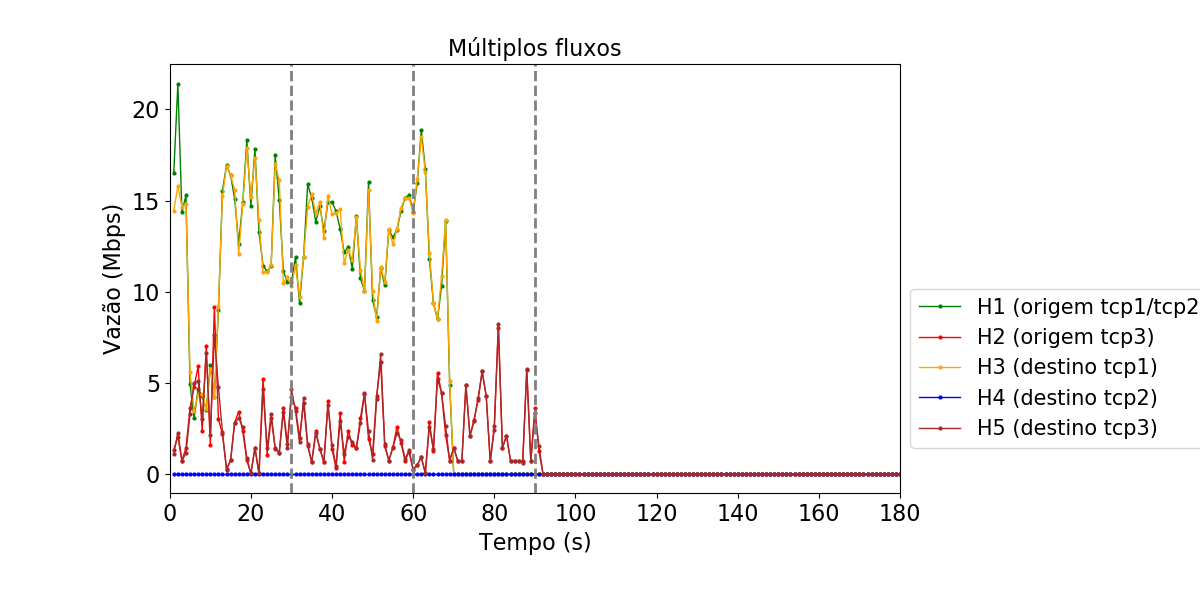 Múltiplos fluxos
Vazão (Mbps)
20
15
10
5
0
0 20 40 60 80 100 120 140 160 180
Tempo (s)
H1 (origem tcp1/tcp2
H2 (origem tcp3)
H3 (destino tcp1)
H4 (destino tcp2)
H5 (destino tcp3)